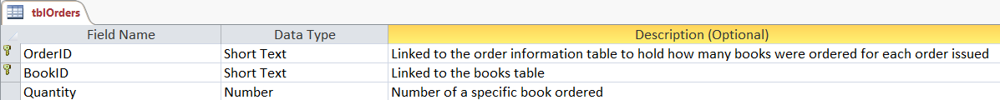 tblOrders
Field Name Data Type Description (Optional)
OrderID Short Text Linked to the order information table to hold how many books were ordered for each order issued
BookID Short Text Linked to the books table
Quantity Number Number of a specific book ordered